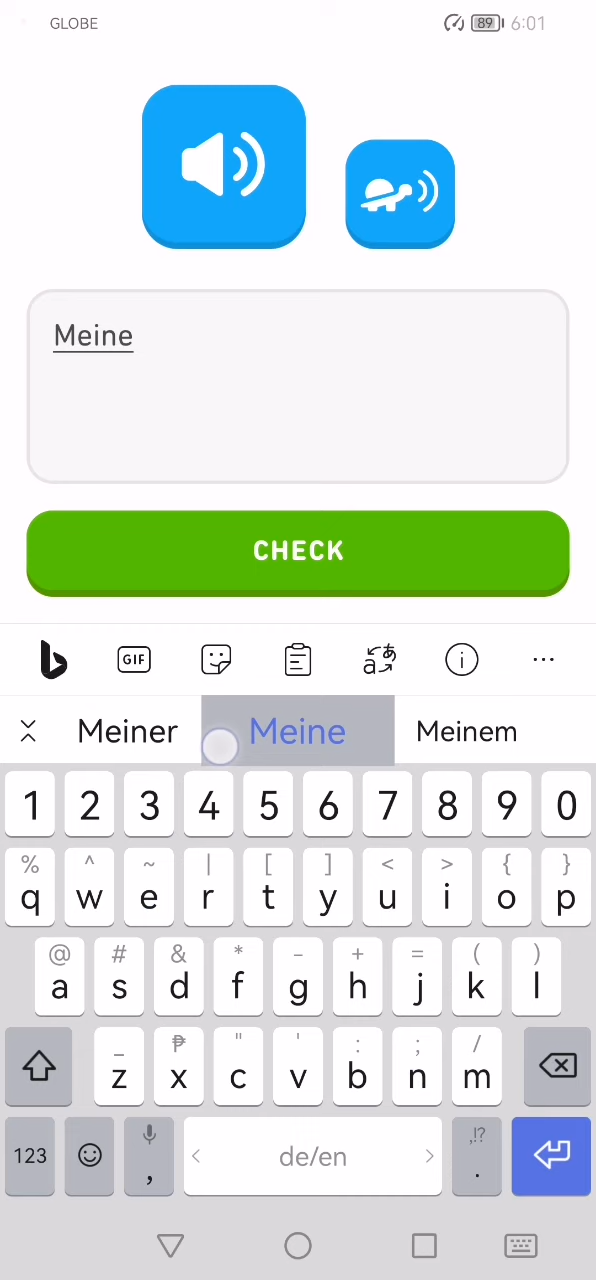 GLOBE 89 6:01
Meine
CHECK
GIF
Meiner Meine Meinem
1 2 3 4 5 6 7 8 9 0
% ^ ~ | [ ] < > { }
q w e r t y u i o p
@ # & * - + = ( )
a s d f g h j k l
_ ₱ " ' : ; /
z x c v b n m
,!?
123 , de/en .